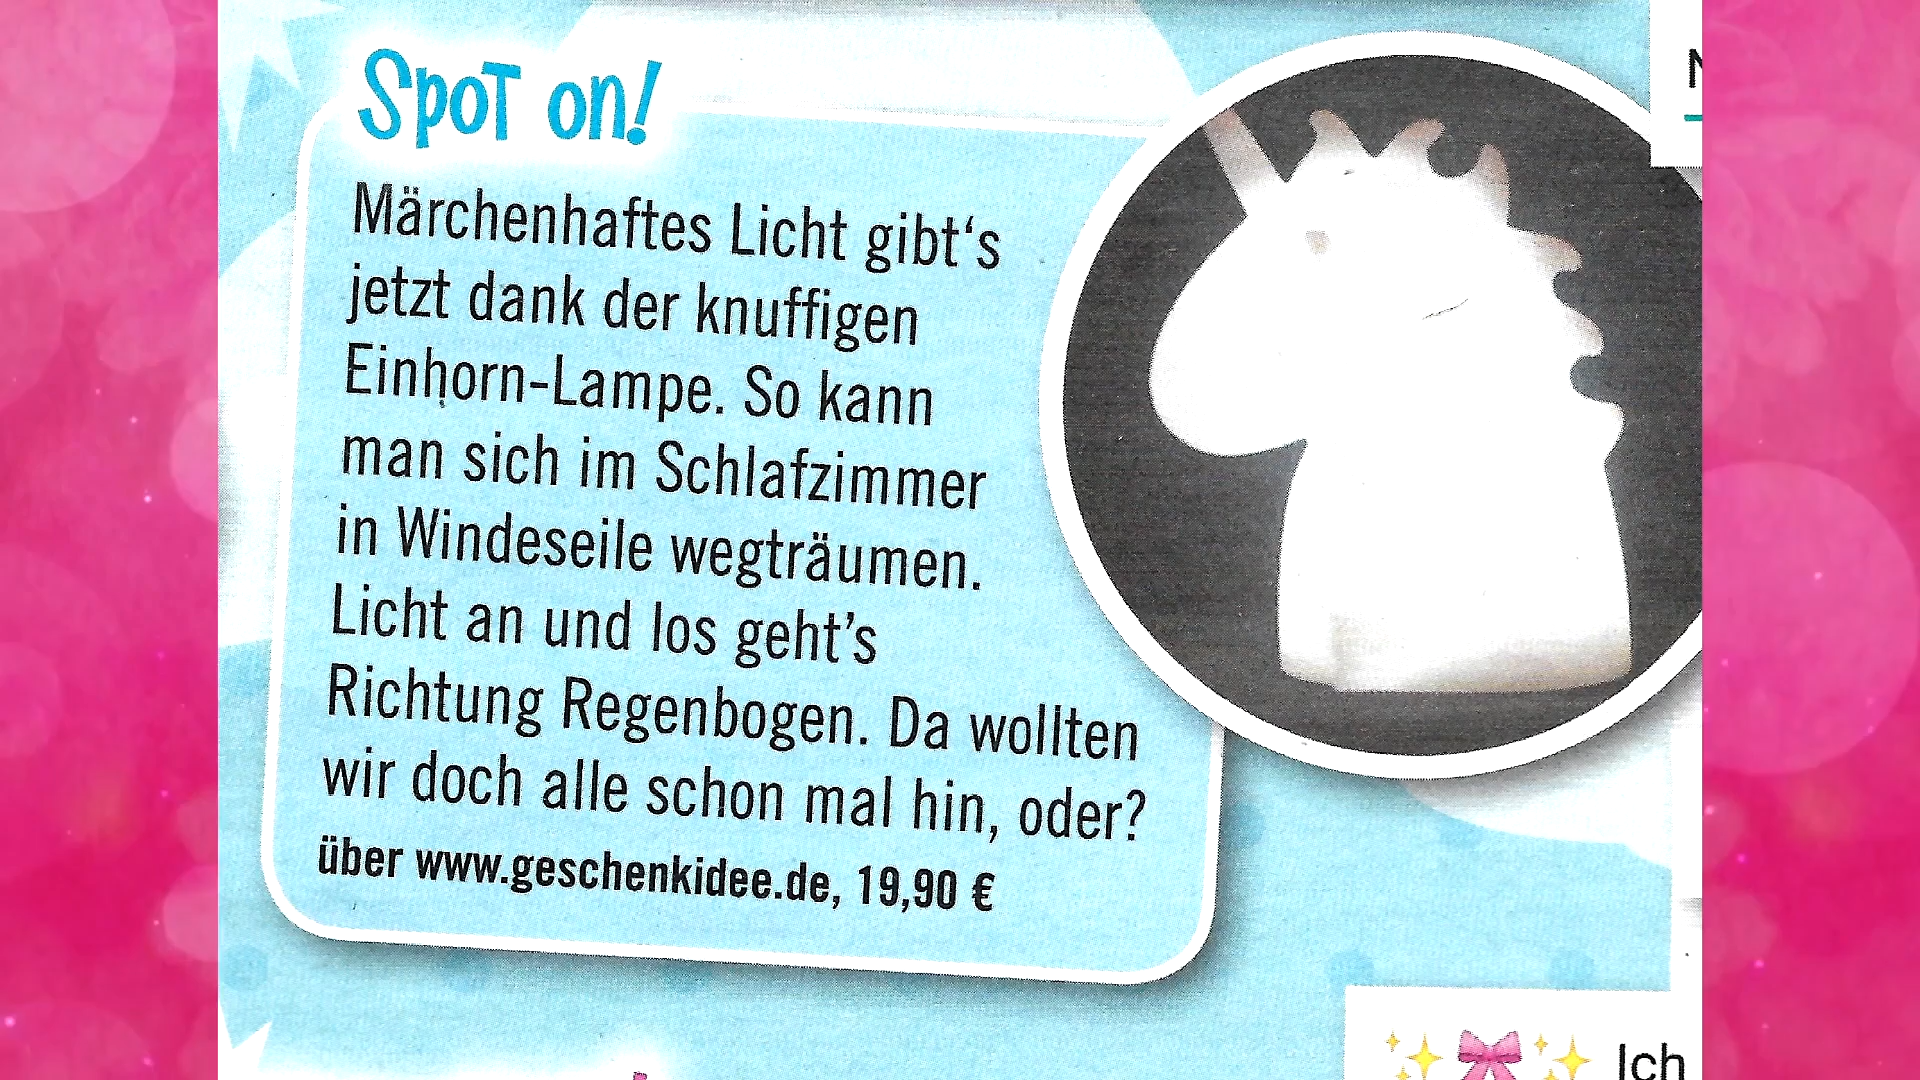 Spot on!
Märchenhaftes Licht gibt‘s
jetzt dank der knuffigen
Einhorn-Lampe. So kann
man sich im Schlafzimmer
in Windeseile wegträumen.
Licht an und los geht’s
Richtung Regenbogen. Da wollten
wir doch alle schon mal hin, oder?
über www.geschenkidee.de, 19,90 €
✨🎀✨ Ich